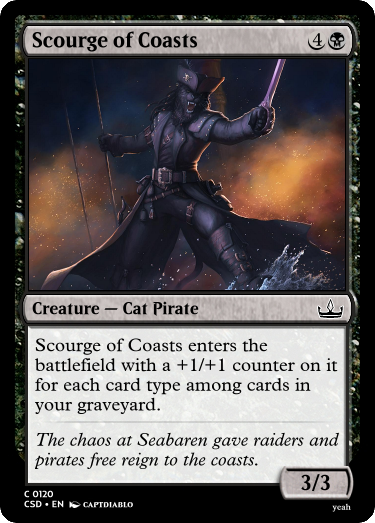 Scourge of Coasts 4
Creature — Cat Pirate
Scourge of Coasts enters the
battlefield with a +1/+1 counter on it
for each card type among cards in
your graveyard.
The chaos at Seabaren gave raiders and
pirates free reign to the coasts.
3/3
C 0120
CSD • EN CAPTDIABLO
yeah